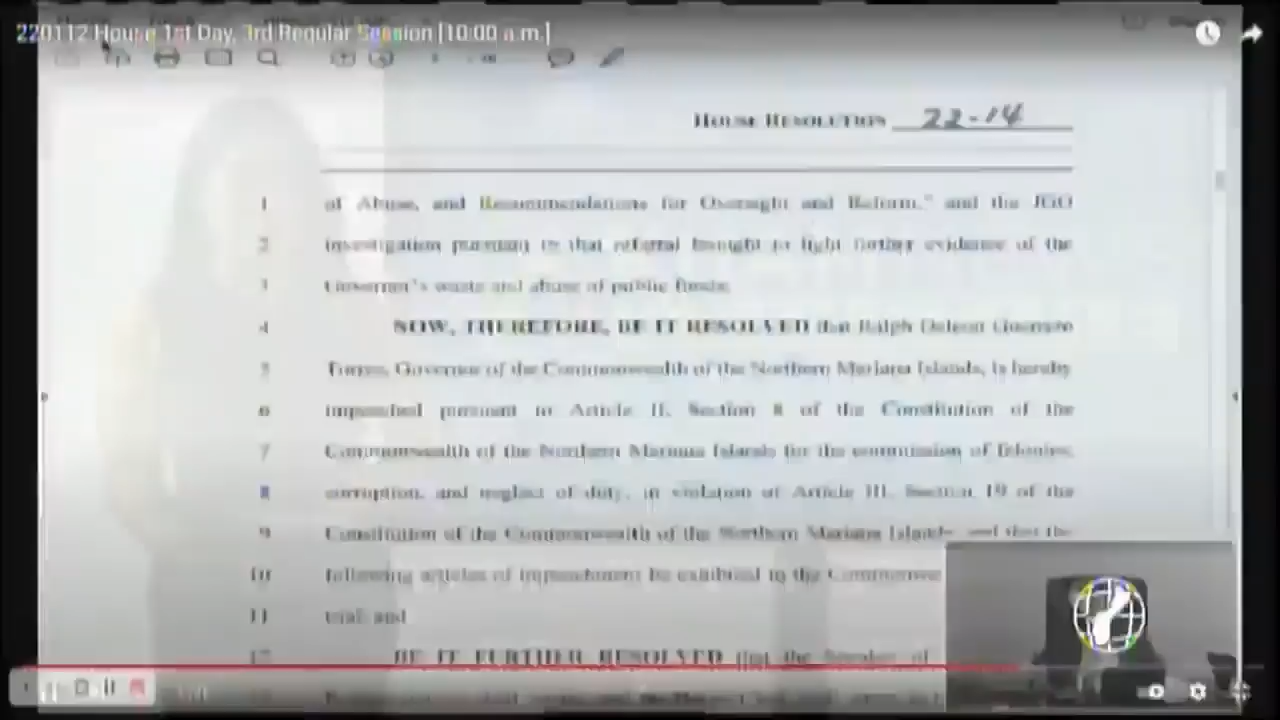 220112 House 1st Day, 3rd Regular Session [10:00 a.m.]
HOUSE RESOLUTION 22-14
1 of Abuse, and Recommendations for Oversight and Reform," and the JGO
2 investigation pursuant to that referral brought to light further evidence of the
3 Governor's waste and abuse of public funds;
4 NOW, THEREFORE, BE IT RESOLVED that Ralph Deleon Guerrero
5 Torres, Governor of the Commonwealth of the Northern Mariana Islands, is hereby
6 impeached pursuant to Article II, Section 8 of the Constitution of the
7 Commonwealth of the Northern Mariana Islands for the commission of felonies,
8 corruption, and neglect of duty, in violation of Article III, Section 19 of the
9 Constitution of the Commonwealth of the Northern Mariana Islands, and that the
10 following articles of impeachment be exhibited to the
11 trial; and
12 BE IT FURTHER RESOLVED that the Speaker of